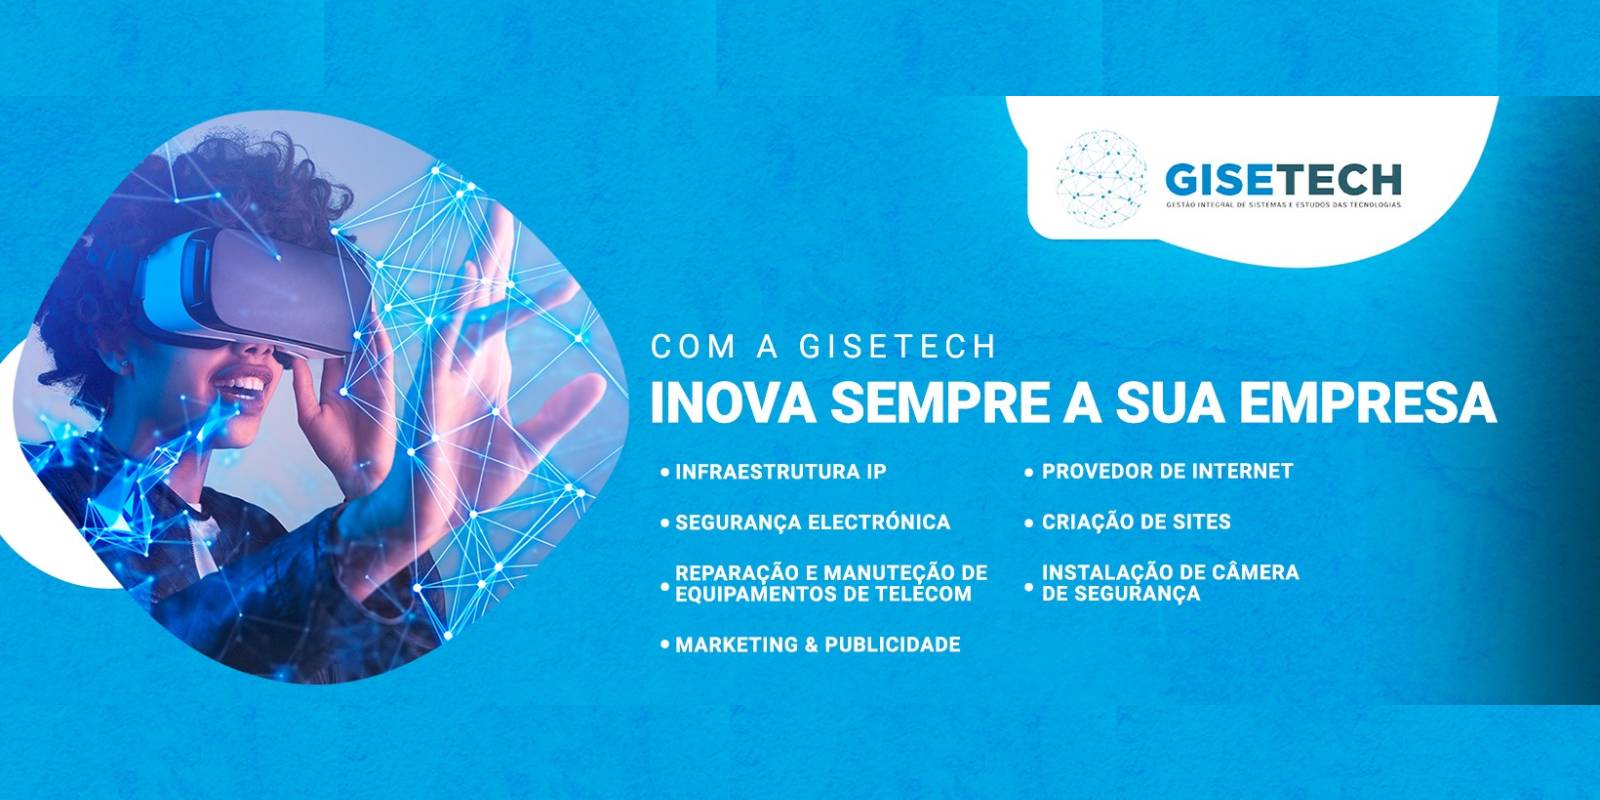 GISETECH
GESTÃO INTEGRAL DE SISTEMAS E ESTUDOS DAS TECNOLOGIAS
COM A GISETECH
INOVA SEMPRE A SUA EMPRESA
• INFRAESTRUTURA IP
• SEGURANÇA ELECTRÓNICA
• REPARAÇÃO E MANUTEÇÃO DE
EQUIPAMENTOS DE TELECOM
• MARKETING & PUBLICIDADE
• PROVEDOR DE INTERNET
• CRIAÇÃO DE SITES
• INSTALAÇÃO DE CÂMERA
DE SEGURANÇA